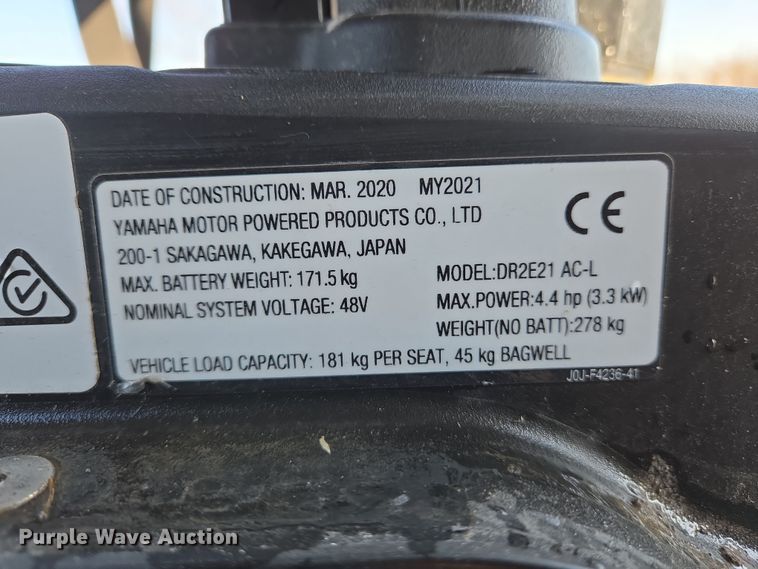 DATE OF CONSTRUCTION: MAR. 2020 MY2021
YAMAHA MOTOR POWERED PRODUCTS CO., LTD
200-1 SAKAGAWA, KAKEGAWA, JAPAN
MAX. BATTERY WEIGHT: 171.5 kg
NOMINAL SYSTEM VOLTAGE: 48V
CE
MODEL:DR2E21 AC-L
MAX.POWER:4.4 hp (3.3 kW)
WEIGHT(NO BATT):278 kg
VEHICLE LOAD CAPACITY: 181 kg PER SEAT, 45 kg BAGWELL
J0J-F4236-41
Purple Wave Auction